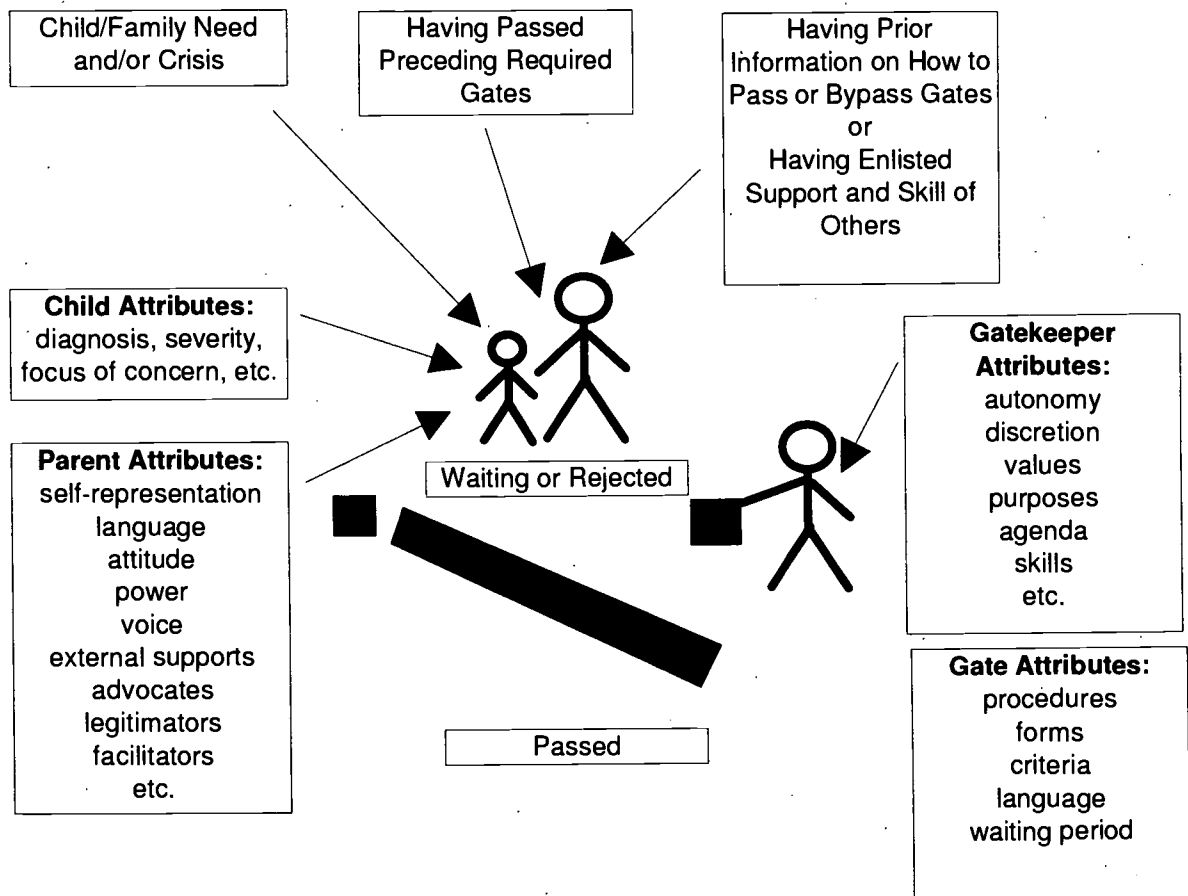 Child/Family Need
and/or Crisis
Having Passed
Preceding Required
Gates
Having Prior
Information on How to
Pass or Bypass Gates
or
Having Enlisted
Support and Skill of
Others
Child Attributes:
diagnosis, severity,
focus of concern, etc.
Parent Attributes:
self-representation
language
attitude
power
voice
external supports
advocates
legitimators
facilitators
etc.
Waiting or Rejected
Passed
Gatekeeper
Attributes:
autonomy
discretion
values
purposes
agenda
skills
etc.
Gate Attributes:
procedures
forms
criteria
language
waiting period